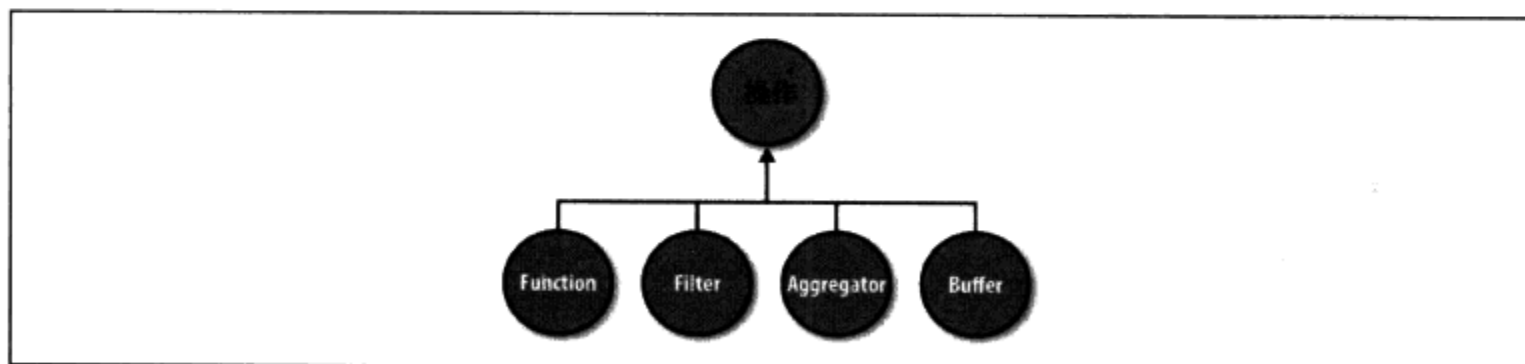 操作
Function
Filter
Aggregator
Buffer